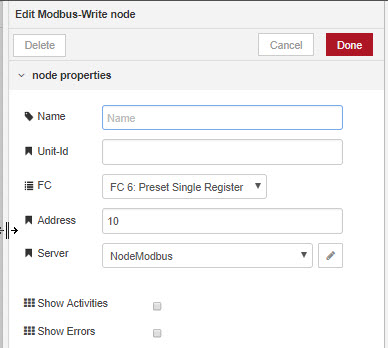 Edit Modbus-Write node
Delete
Cancel
Done
node properties
Name
Name
Unit-Id
FC
FC 6: Preset Single Register
Address
10
Server
NodeModbus
Show Activities
Show Errors